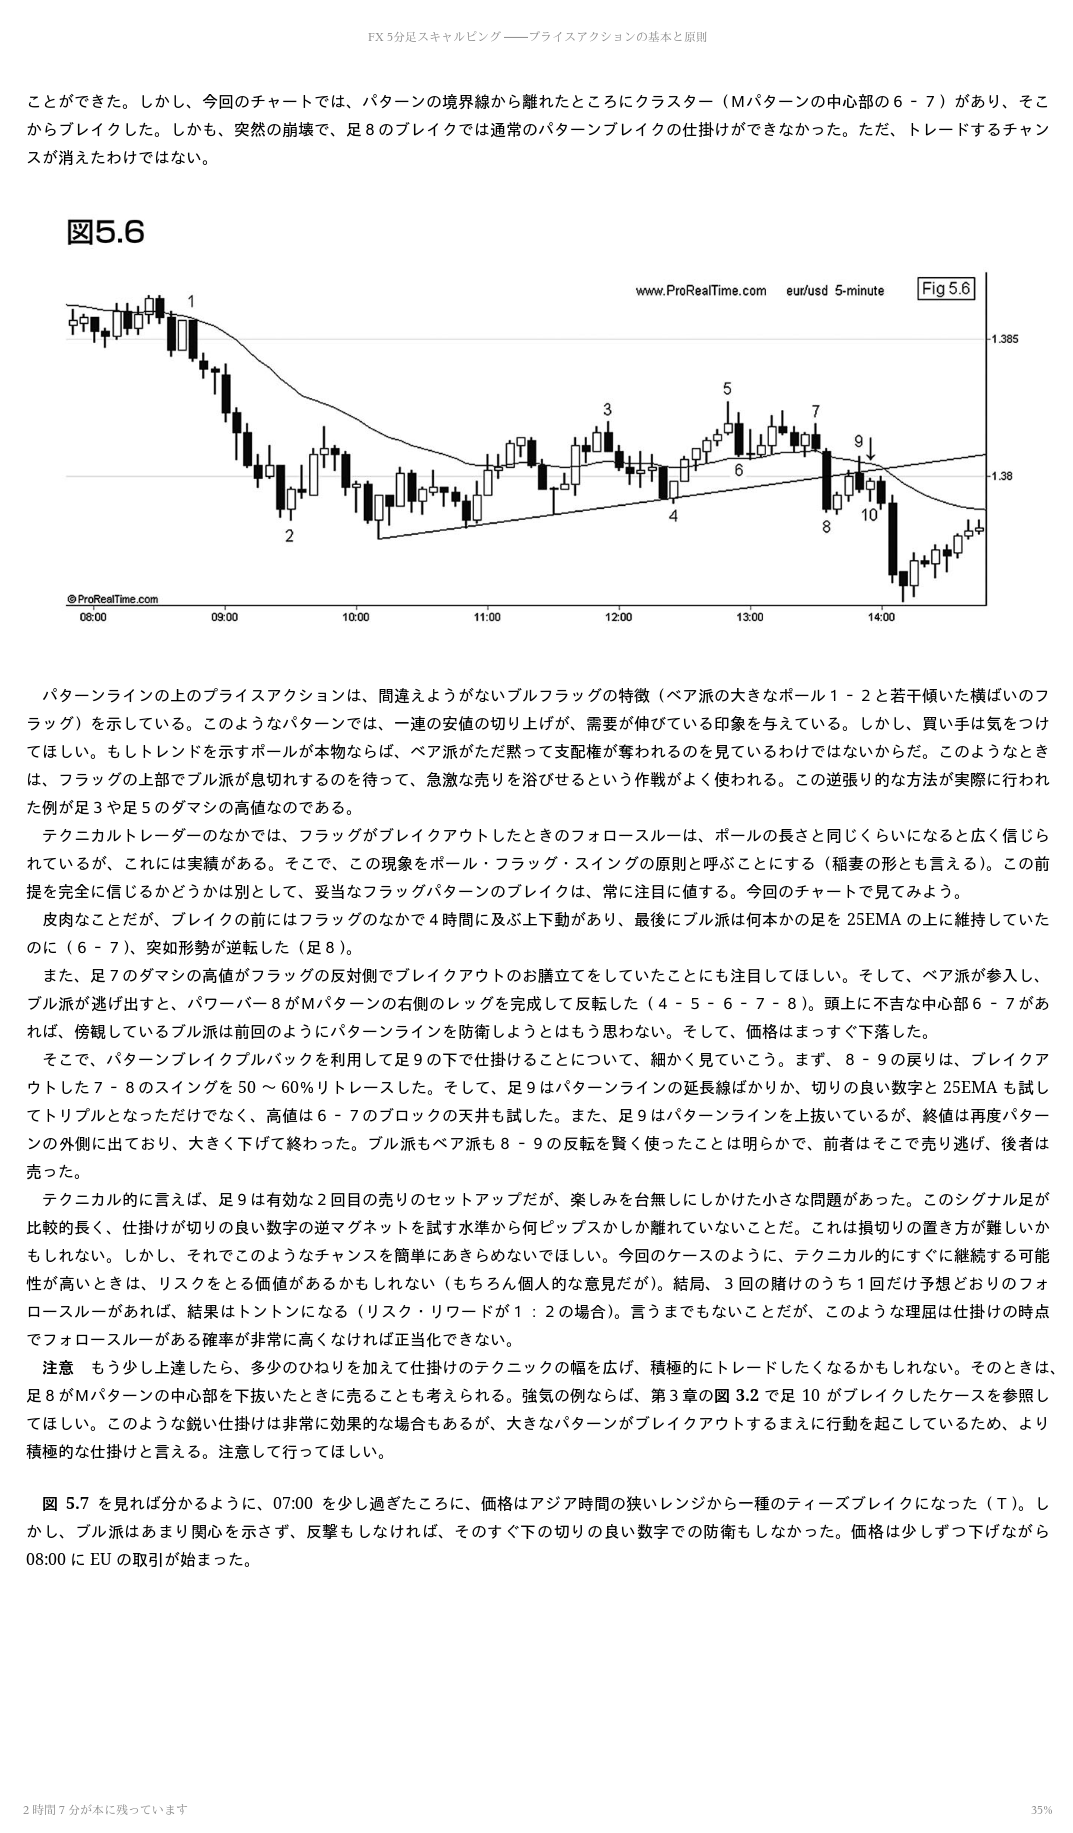 FX 5分足スキャルピング ――プライスアクションの基本と原則
ことができた。しかし、今回のチャートでは、パターンの境界線から離れたところにクラスター（Mパターンの中心部の６‐７）があり、そこ
からブレイクした。しかも、突然の崩壊で、足８のブレイクでは通常のパターンブレイクの仕掛けができなかった。ただ、トレードするチャン
スが消えたわけではない。
図5.6
www.ProRealTime.com eur/usd 5-minute Fig 5.6
1
1.385
5
3
7
9
6
1.38
4
10
8
2
©ProRealTime.com
08:00 09:00 10:00 11:00 12:00 13:00 14:00
パターンラインの上のプライスアクションは、間違えようがないブルフラッグの特徴（ベア派の大きなポール１‐２と若干傾いた横ばいのフ
ラッグ）を示している。このようなパターンでは、一連の安値の切り上げが、需要が伸びている印象を与えている。しかし、買い手は気をつけ
てほしい。もしトレンドを示すポールが本物ならば、ベア派がただ黙って支配権が奪われるのを見ているわけではないからだ。このようなとき
は、フラッグの上部でブル派が息切れするのを待って、急激な売りを浴びせるという作戦がよく使われる。この逆張り的な方法が実際に行われ
た例が足３や足５のダマシの高値なのである。
テクニカルトレーダーのなかでは、フラッグがブレイクアウトしたときのフォロースルーは、ポールの長さと同じくらいになると広く信じら
れているが、これには実績がある。そこで、この現象をポール・フラッグ・スイングの原則と呼ぶことにする（稲妻の形とも言える）。この前
提を完全に信じるかどうかは別として、妥当なフラッグパターンのブレイクは、常に注目に値する。今回のチャートで見てみよう。
皮肉なことだが、ブレイクの前にはフラッグのなかで４時間に及ぶ上下動があり、最後にブル派は何本かの足を 25EMA の上に維持していた
のに（６‐７）、突如形勢が逆転した（足８）。
また、足７のダマシの高値がフラッグの反対側でブレイクアウトのお膳立てをしていたことにも注目してほしい。そして、ベア派が参入し、
ブル派が逃げ出すと、パワーバー８がMパターンの右側のレッグを完成して反転した（４‐５‐６‐７‐８）。頭上に不吉な中心部６‐７があ
れば、傍観しているブル派は前回のようにパターンラインを防衛しようとはもう思わない。そして、価格はまっすぐ下落した。
そこで、パターンブレイクプルバックを利用して足９の下で仕掛けることについて、細かく見ていこう。まず、８‐９の戻りは、ブレイクア
ウトした７‐８のスイングを 50 ～ 60%リトレースした。そして、足９はパターンラインの延長線ばかりか、切りの良い数字と 25EMA も試し
てトリプルとなっただけでなく、高値は６‐７のブロックの天井も試した。また、足９はパターンラインを上抜いているが、終値は再度パター
ンの外側に出ており、大きく下げて終わった。ブル派もベア派も８‐９の反転を賢く使ったことは明らかで、前者はそこで売り逃げ、後者は
売った。
テクニカル的に言えば、足９は有効な２回目の売りのセットアップだが、楽しみを台無しにしかけた小さな問題があった。このシグナル足が
比較的長く、仕掛けが切りの良い数字の逆マグネットを試す水準から何ピップスかしか離れていないことだ。これは損切りの置き方が難しいか
もしれない。しかし、それでこのようなチャンスを簡単にあきらめないでほしい。今回のケースのように、テクニカル的にすぐに継続する可能
性が高いときは、リスクをとる価値があるかもしれない（もちろん個人的な意見だが）。結局、３回の賭けのうち１回だけ予想どおりのフォ
ロースルーがあれば、結果はトントンになる（リスク・リワードが１：２の場合）。言うまでもないことだが、このような理屈は仕掛けの時点
でフォロースルーがある確率が非常に高くなければ正当化できない。
注意　もう少し上達したら、多少のひねりを加えて仕掛けのテクニックの幅を広げ、積極的にトレードしたくなるかもしれない。そのときは、
足８がMパターンの中心部を下抜いたときに売ることも考えられる。強気の例ならば、第３章の図 3.2 で足 10 がブレイクしたケースを参照し
てほしい。このような鋭い仕掛けは非常に効果的な場合もあるが、大きなパターンがブレイクアウトするまえに行動を起こしているため、より
積極的な仕掛けと言える。注意して行ってほしい。
図 5.7 を見れば分かるように、07:00 を少し過ぎたころに、価格はアジア時間の狭いレンジから一種のティーズブレイクになった（Ｔ）。し
かし、ブル派はあまり関心を示さず、反撃もしなければ、そのすぐ下の切りの良い数字での防衛もしなかった。価格は少しずつ下げながら
08:00 に EU の取引が始まった。
2 時間 7 分が本に残っています 35%